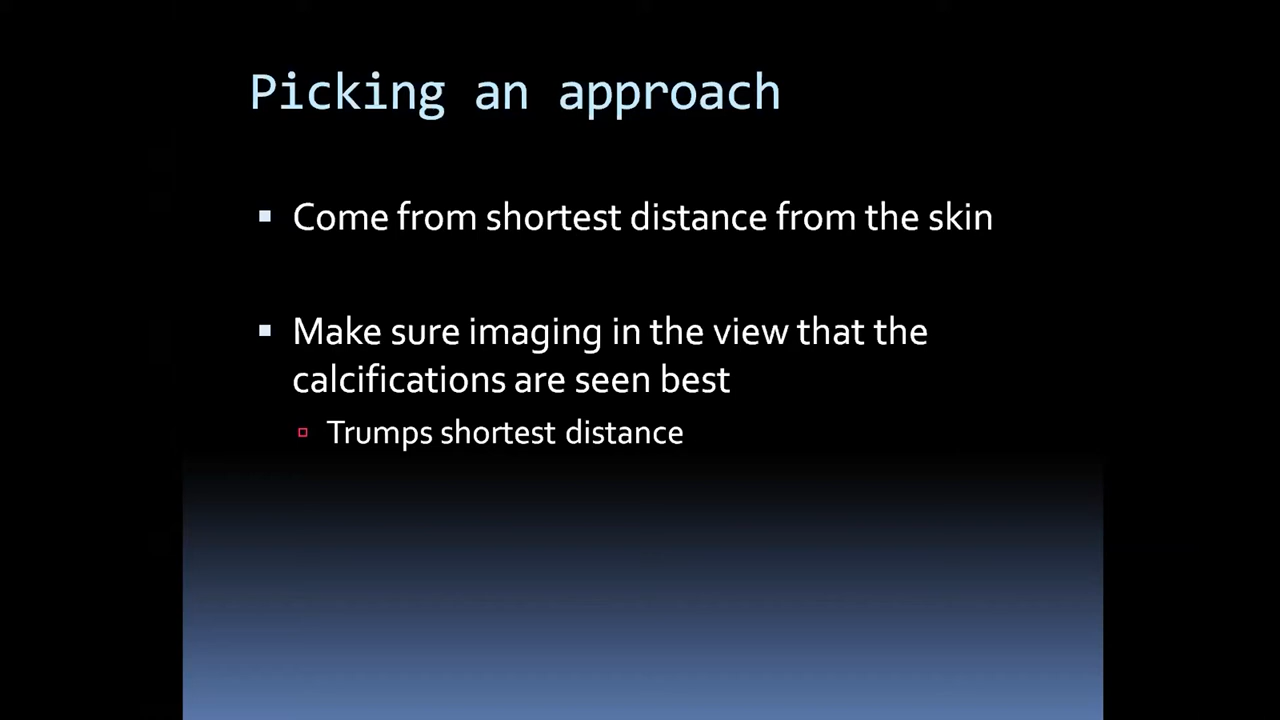 Picking an approach
Come from shortest distance from the skin
Make sure imaging in the view that the
calcifications are seen best
Trumps shortest distance